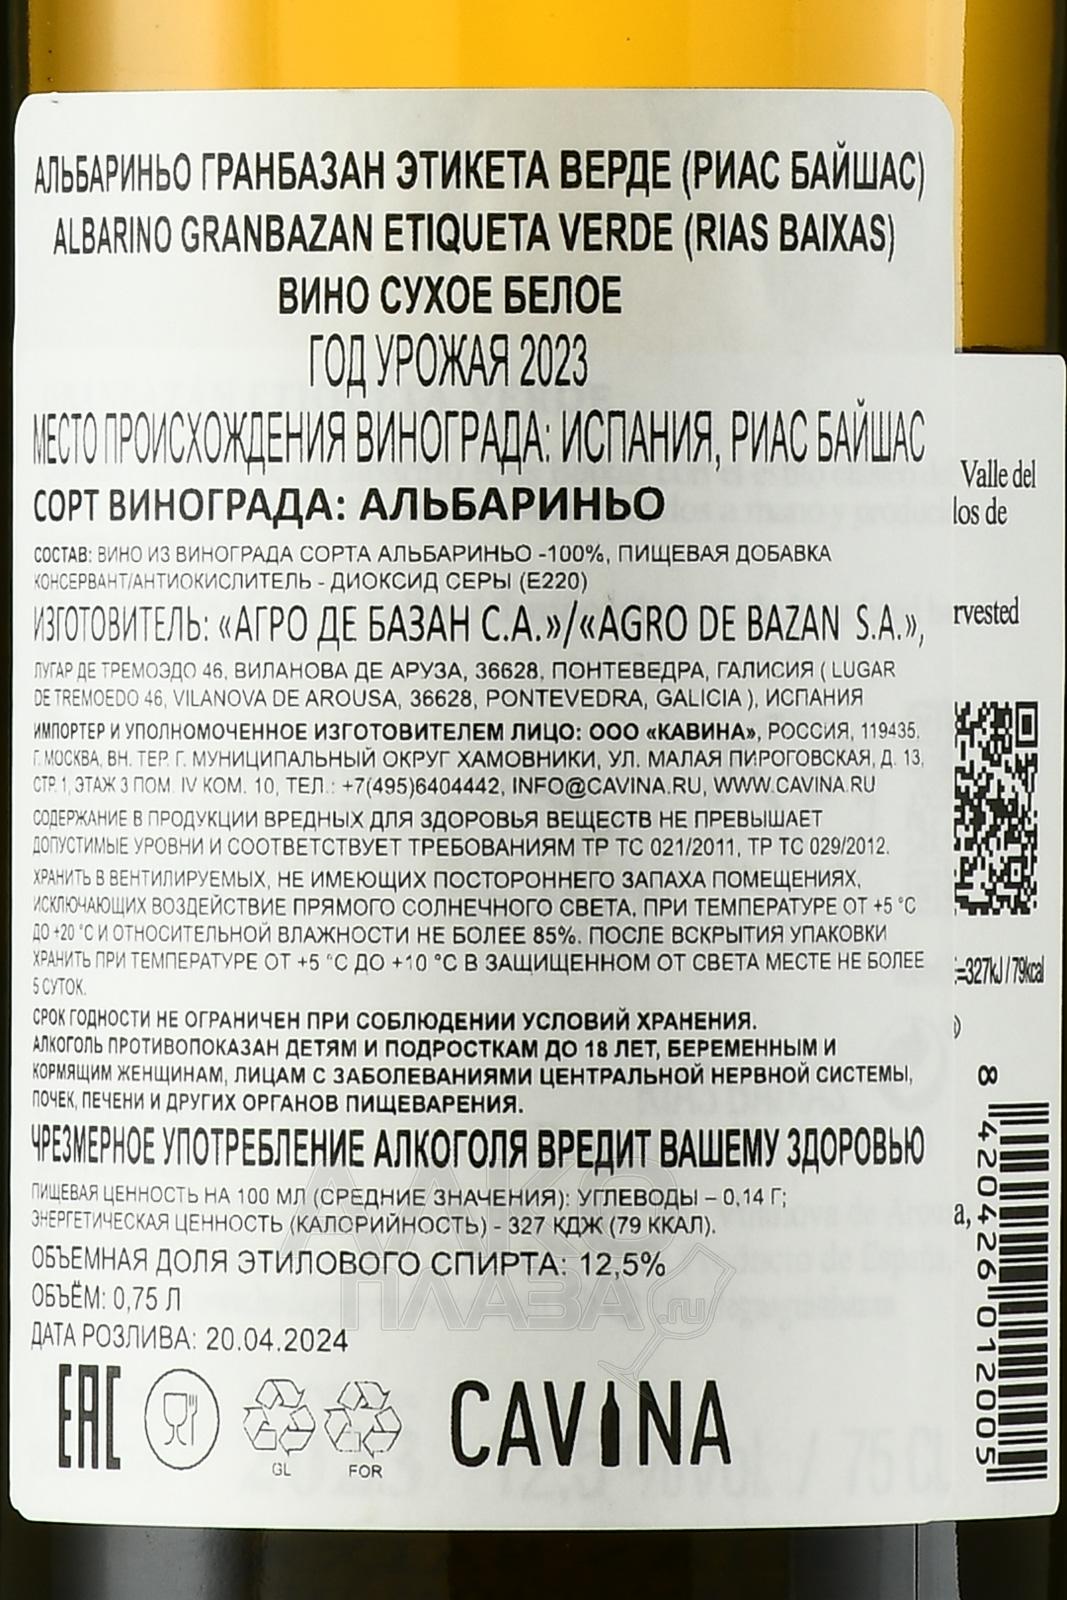 АЛЬБАРИНЬО ГРАНБАЗАН ЭТИКЕТА ВЕРДЕ (РИАС БАЙШАС)
ALBARINO GRANBAZAN ETIQUETA VERDE (RIAS BAIXAS)
ВИНО СУХОЕ БЕЛОЕ
ГОД УРОЖАЯ 2023
МЕСТО ПРОИСХОЖДЕНИЯ ВИНОГРАДА: ИСПАНИЯ, РИАС БАЙШАС
СОРТ ВИНОГРАДА: АЛЬБАРИНЬО
СОСТАВ: ВИНО ИЗ ВИНОГРАДА СОРТА АЛЬБАРИНЬО -100%, ПИЩЕВАЯ ДОБАВКА
КОНСЕРВАНТ/АНТИОКИСЛИТЕЛЬ - ДИОКСИД СЕРЫ (Е220)
ИЗГОТОВИТЕЛЬ: «АГРО ДЕ БАЗАН С.А.»/«AGRO DE BAZAN S.A.»,
ЛУГАР ДЕ ТРЕМОЭДО 46, ВИЛАНОВА ДЕ АРУЗА, 36628, ПОНТЕВЕДРА, ГАЛИСИЯ ( LUGAR
DE TREMOEDO 46, VILANOVA DE AROUSA, 36628, PONTEVEDRA, GALICIA ), ИСПАНИЯ
ИМПОРТЕР И УПОЛНОМОЧЕННОЕ ИЗГОТОВИТЕЛЕМ ЛИЦО: ООО «КАВИНА», РОССИЯ, 119435,
Г. МОСКВА, ВН. ТЕР. Г. МУНИЦИПАЛЬНЫЙ ОКРУГ ХАМОВНИКИ, УЛ. МАЛАЯ ПИРОГОВСКАЯ, Д. 13,
СТР. 1, ЭТАЖ 3 ПОМ. IV КОМ. 10, ТЕЛ.: +7(495)6404442, INFO@CAVINA.RU, WWW.CAVINA.RU
СОДЕРЖАНИЕ В ПРОДУКЦИИ ВРЕДНЫХ ДЛЯ ЗДОРОВЬЯ ВЕЩЕСТВ НЕ ПРЕВЫШАЕТ
ДОПУСТИМЫЕ УРОВНИ И СООТВЕТСТВУЕТ ТРЕБОВАНИЯМ ТР ТС 021/2011, ТР ТС 029/2012.
ХРАНИТЬ В ВЕНТИЛИРУЕМЫХ, НЕ ИМЕЮЩИХ ПОСТОРОННЕГО ЗАПАХА ПОМЕЩЕНИЯХ,
ИСКЛЮЧАЮЩИХ ВОЗДЕЙСТВИЕ ПРЯМОГО СОЛНЕЧНОГО СВЕТА, ПРИ ТЕМПЕРАТУРЕ ОТ +5 °С
ДО +20 °С И ОТНОСИТЕЛЬНОЙ ВЛАЖНОСТИ НЕ БОЛЕЕ 85%. ПОСЛЕ ВСКРЫТИЯ УПАКОВКИ
ХРАНИТЬ ПРИ ТЕМПЕРАТУРЕ ОТ +5 °С ДО +10 °С В ЗАЩИЩЕННОМ ОТ СВЕТА МЕСТЕ НЕ БОЛЕЕ
5 СУТОК.
СРОК ГОДНОСТИ НЕ ОГРАНИЧЕН ПРИ СОБЛЮДЕНИИ УСЛОВИЙ ХРАНЕНИЯ.
АЛКОГОЛЬ ПРОТИВОПОКАЗАН ДЕТЯМ И ПОДРОСТКАМ ДО 18 ЛЕТ, БЕРЕМЕННЫМ И
КОРМЯЩИМ ЖЕНЩИНАМ, ЛИЦАМ С ЗАБОЛЕВАНИЯМИ ЦЕНТРАЛЬНОЙ НЕРВНОЙ СИСТЕМЫ,
ПОЧЕК, ПЕЧЕНИ И ДРУГИХ ОРГАНОВ ПИЩЕВАРЕНИЯ.
ЧРЕЗМЕРНОЕ УПОТРЕБЛЕНИЕ АЛКОГОЛЯ ВРЕДИТ ВАШЕМУ ЗДОРОВЬЮ
ПИЩЕВАЯ ЦЕННОСТЬ НА 100 МЛ (СРЕДНИЕ ЗНАЧЕНИЯ): УГЛЕВОДЫ – 0,14 Г;
ЭНЕРГЕТИЧЕСКАЯ ЦЕННОСТЬ (КАЛОРИЙНОСТЬ) - 327 КДЖ (79 ККАЛ).
ОБЪЕМНАЯ ДОЛЯ ЭТИЛОВОГО СПИРТА: 12,5%
ОБЪЁМ: 0,75 Л
ДАТА РОЗЛИВА: 20.04.2024
EAC
GL
FOR
CAVINA
АЛКО
ПЛАЗА.ru
Valle del
los de
rvested
E=327kJ / 79kcal
a,
8 420426 012005